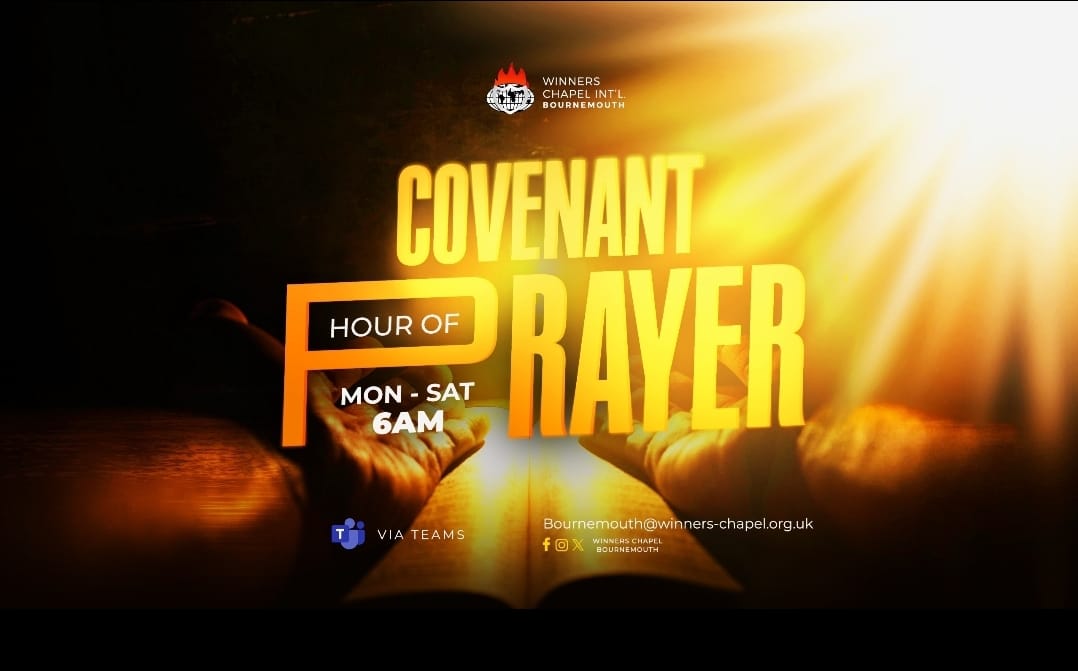 WINNERS
CHAPEL INT'L.
BOURNEMOUTH
COVENANT
HOUR OF
PRAYER
MON - SAT
6AM
VIA TEAMS
Bournemouth@winners-chapel.org.uk
WINNERS CHAPEL
BOURNEMOUTH